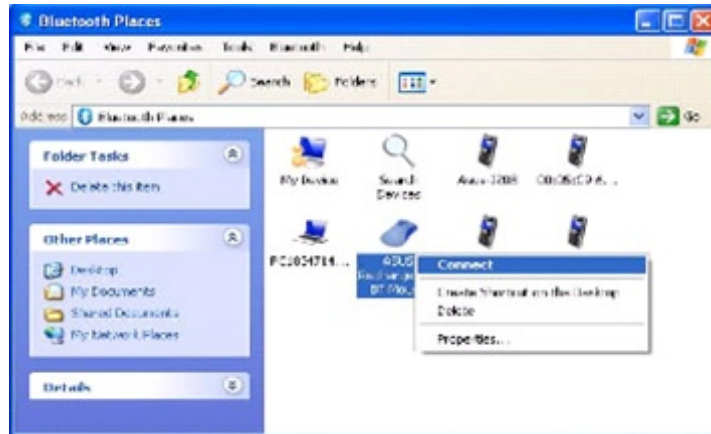 Bluetooth Places
File Edit View Favorites Tools Bluetooth Help
Back Search Folders
Address Bluetooth Places Go
Folder Tasks
Delete this item
My Device Search Devices
Other Places
Desktop
My Documents
Shared Documents
My Network Places
ASUS
BT
Connect
Create Shortcut on the Desktop
Delete
Properties...
Details